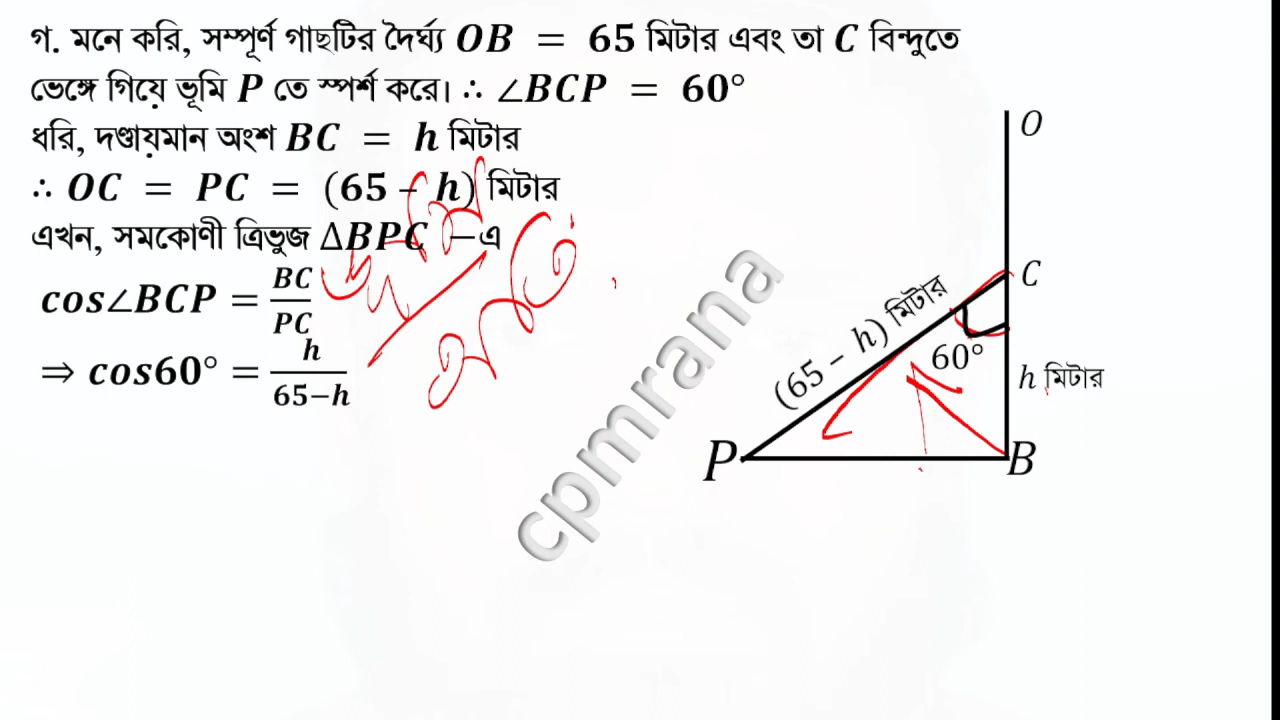 গ. মনে করি, সম্পূর্ণ গাছটির দৈর্ঘ্য OB = 65 মিটার এবং তা C বিন্দুতে
ভেঙ্গে গিয়ে ভূমি P তে স্পর্শ করে। ∴ ∠BCP = 60°
ধরি, দণ্ডায়মান অংশ BC = h মিটার
∴ OC = PC = (65 – h) মিটার
এখন, সমকোণী ত্রিভুজ ΔBPC –এ
cos∠BCP = BC/PC
⇒ cos60° = h/65−h
O
C
(65 − h) মিটার
60°
h মিটার
P
B
cpmrana